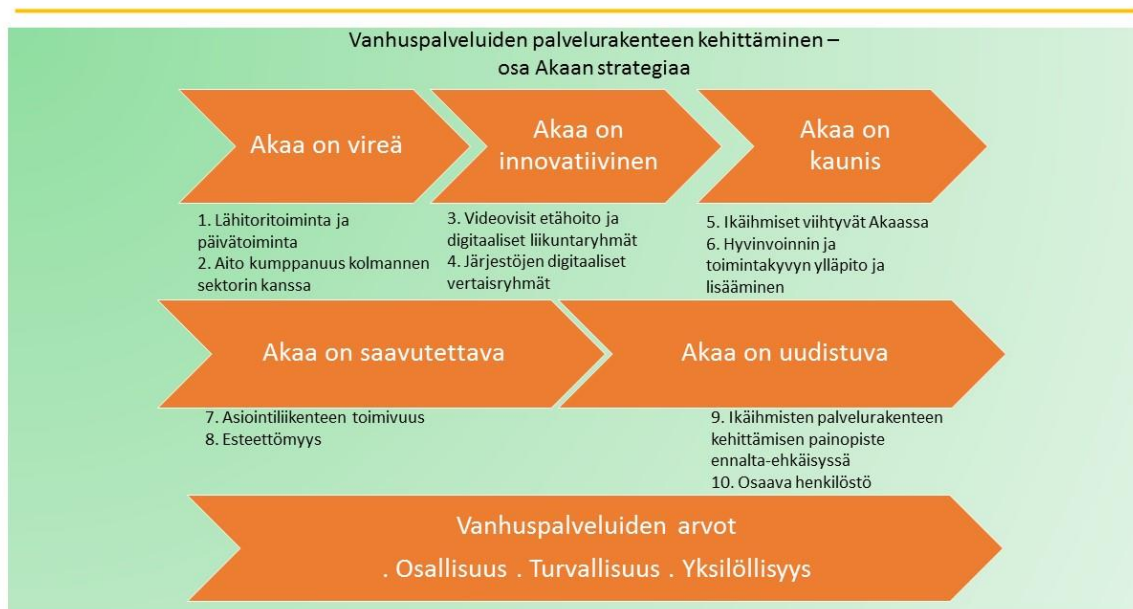 Vanhuspalveluiden palvelurakenteen kehittäminen –
osa Akaan strategiaa
Akaa on vireä
Akaa on
innovatiivinen
Akaa on
kaunis
1. Lähitoritoiminta ja
päivätoiminta
2. Aito kumppanuus kolmannen
sektorin kanssa
3. Videovisit etähoito ja
digitaaliset liikuntaryhmät
4. Järjestöjen digitaaliset
vertaisryhmät
5. Ikäihmiset viihtyvät Akaassa
6. Hyvinvoinnin ja
toimintakyvyn ylläpito ja
lisääminen
Akaa on saavutettava
Akaa on uudistuva
7. Asiointiliikenteen toimivuus
8. Esteettömyys
9. Ikäihmisten palvelurakenteen
kehittämisen painopiste
ennalta-ehkäisyssä
10. Osaava henkilöstö
Vanhuspalveluiden arvot
. Osallisuus . Turvallisuus . Yksilöllisyys